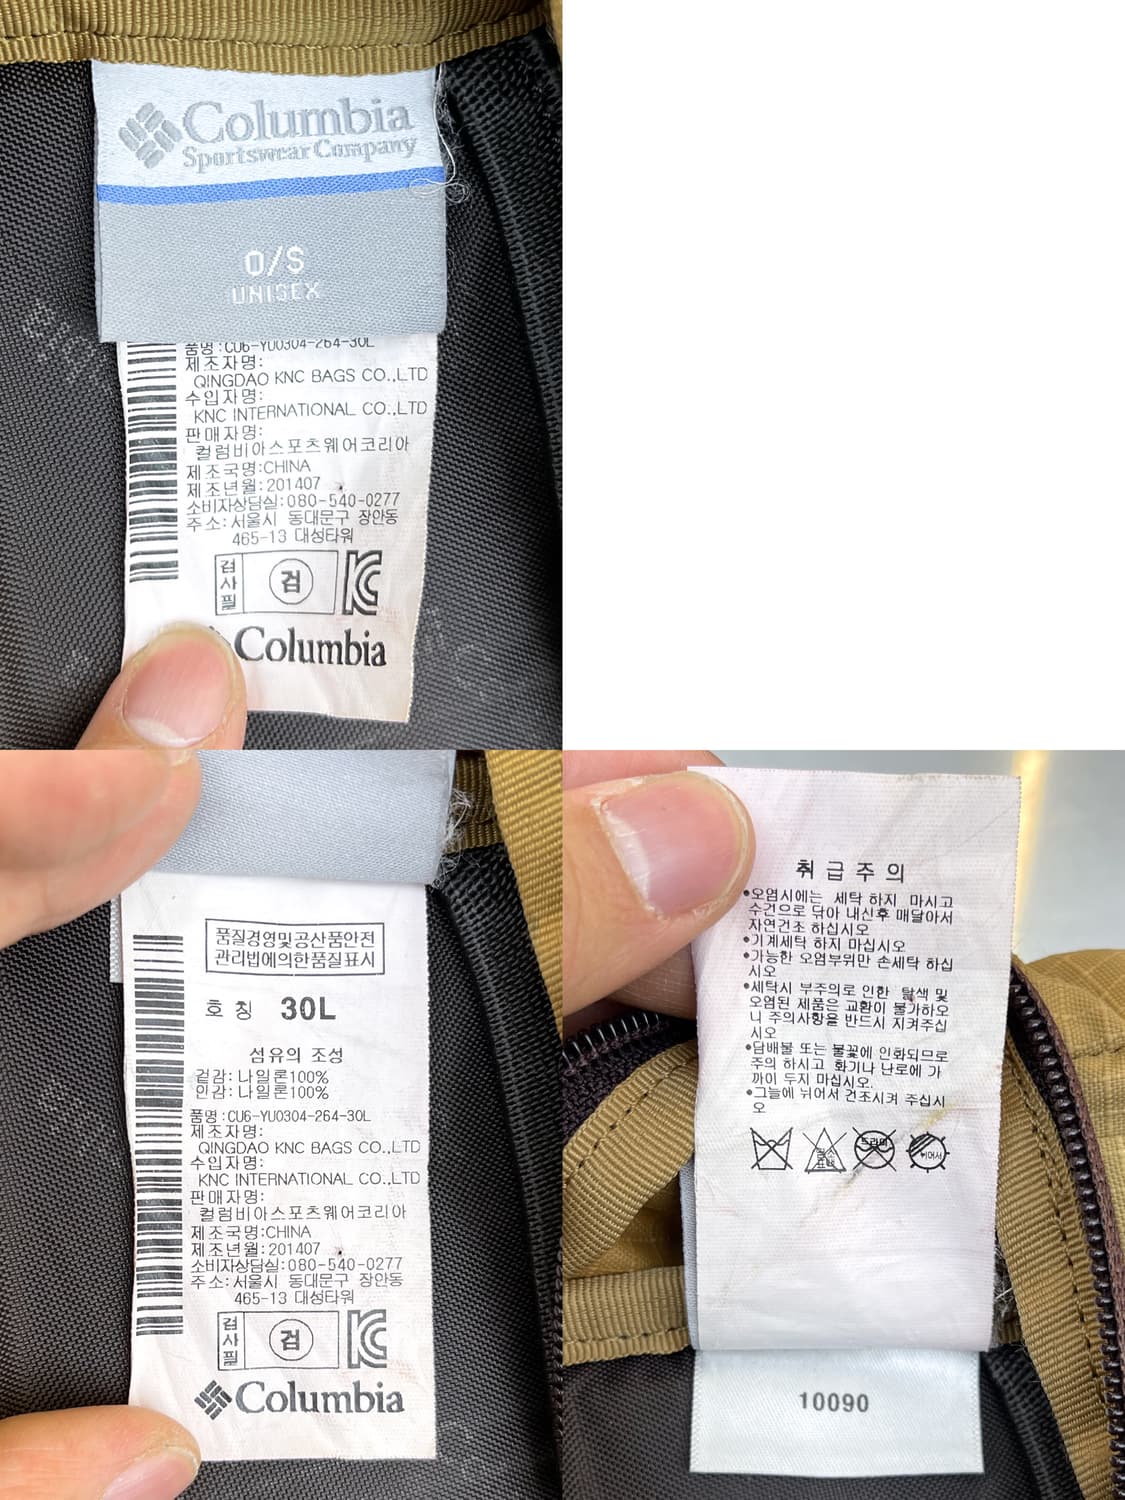 Columbia
Sportswear Company
O/S
UNISEX
품명:CU6-YU0304-264-30L
제조자명:
QINGDAO KNC BAGS CO.,LTD
수입자명:
KNC INTERNATIONAL CO.,LTD
판매자명:
컬럼비아스포츠웨어코리아
제조국명:CHINA
제조년월:201407
소비자상담실:080-540-0277
주소:서울시 동대문구 장안동
465-13 대성타워
검사필 검 KC
Columbia
품질경영및공산품안전
관리법에의한품질표시
호칭 30L
섬유의 조성
겉감:나일론100%
안감:나일론100%
품명:CU6-YU0304-264-30L
제조자명:
QINGDAO KNC BAGS CO.,LTD
수입자명:
KNC INTERNATIONAL CO.,LTD
판매자명:
컬럼비아스포츠웨어코리아
제조국명:CHINA
제조년월:201407
소비자상담실:080-540-0277
주소:서울시 동대문구 장안동
465-13 대성타워
검사필 검 KC
Columbia
취급주의
•오염시에는 세탁 하지 마시고
수건으로 닦아 내신후 매달아서
자연건조 하십시오
•기계세탁 하지 마십시오
•가능한 오염부위만 손세탁 하십
시오
•세탁시 부주의로 인한 탈색 및
오염된 제품은 교환이 불가하오
니 주의사항을 반드시 지켜주십
시오
•담배불 또는 불꽃에 인화되므로
주의 하시고 화기나 난로에 가
까이 두지 마십시오.
•그늘에 뉘어서 건조시켜 주십시
오
염소표백 드라이 뉘어서
10090